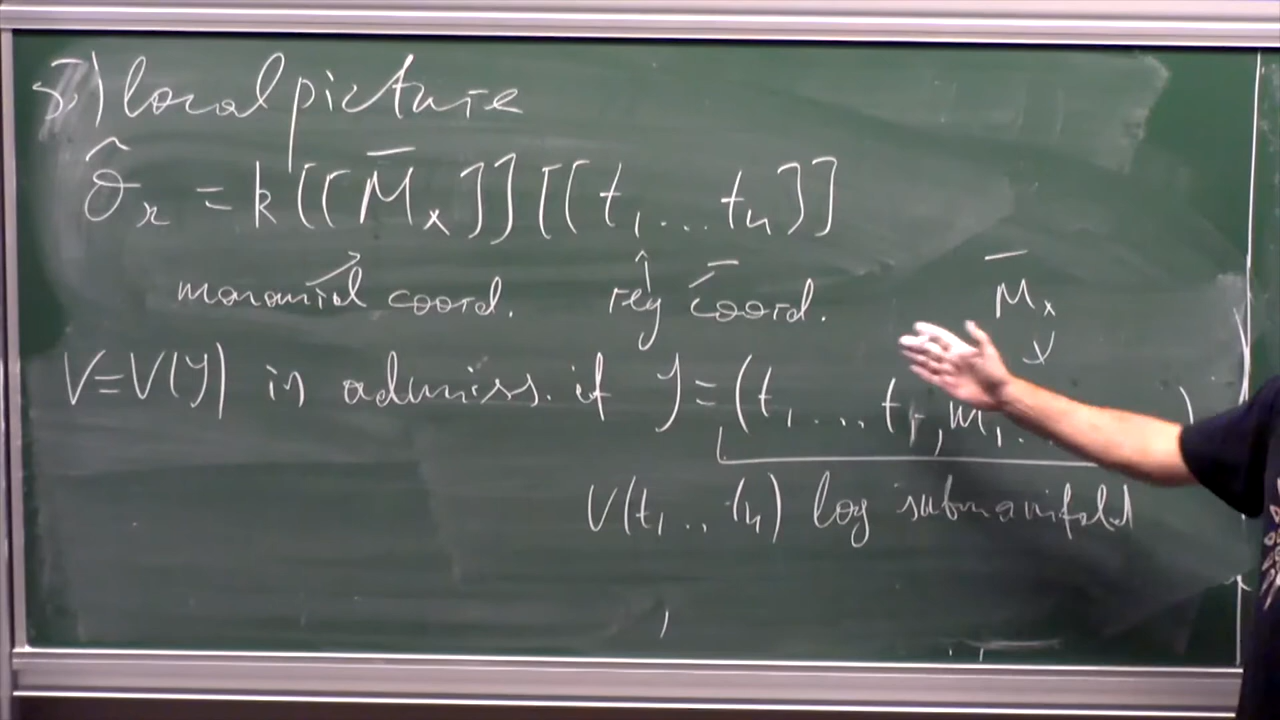 5.) local picture
Ô_x = k[[M̄_x]][[t_1 ... t_n]]
monomial coord. reg coord.
M̄_x
V=V(J) is admiss. if J=(t_1 ... t_r, m_1 ... )
V(t_1 ... t_n) log submanifold